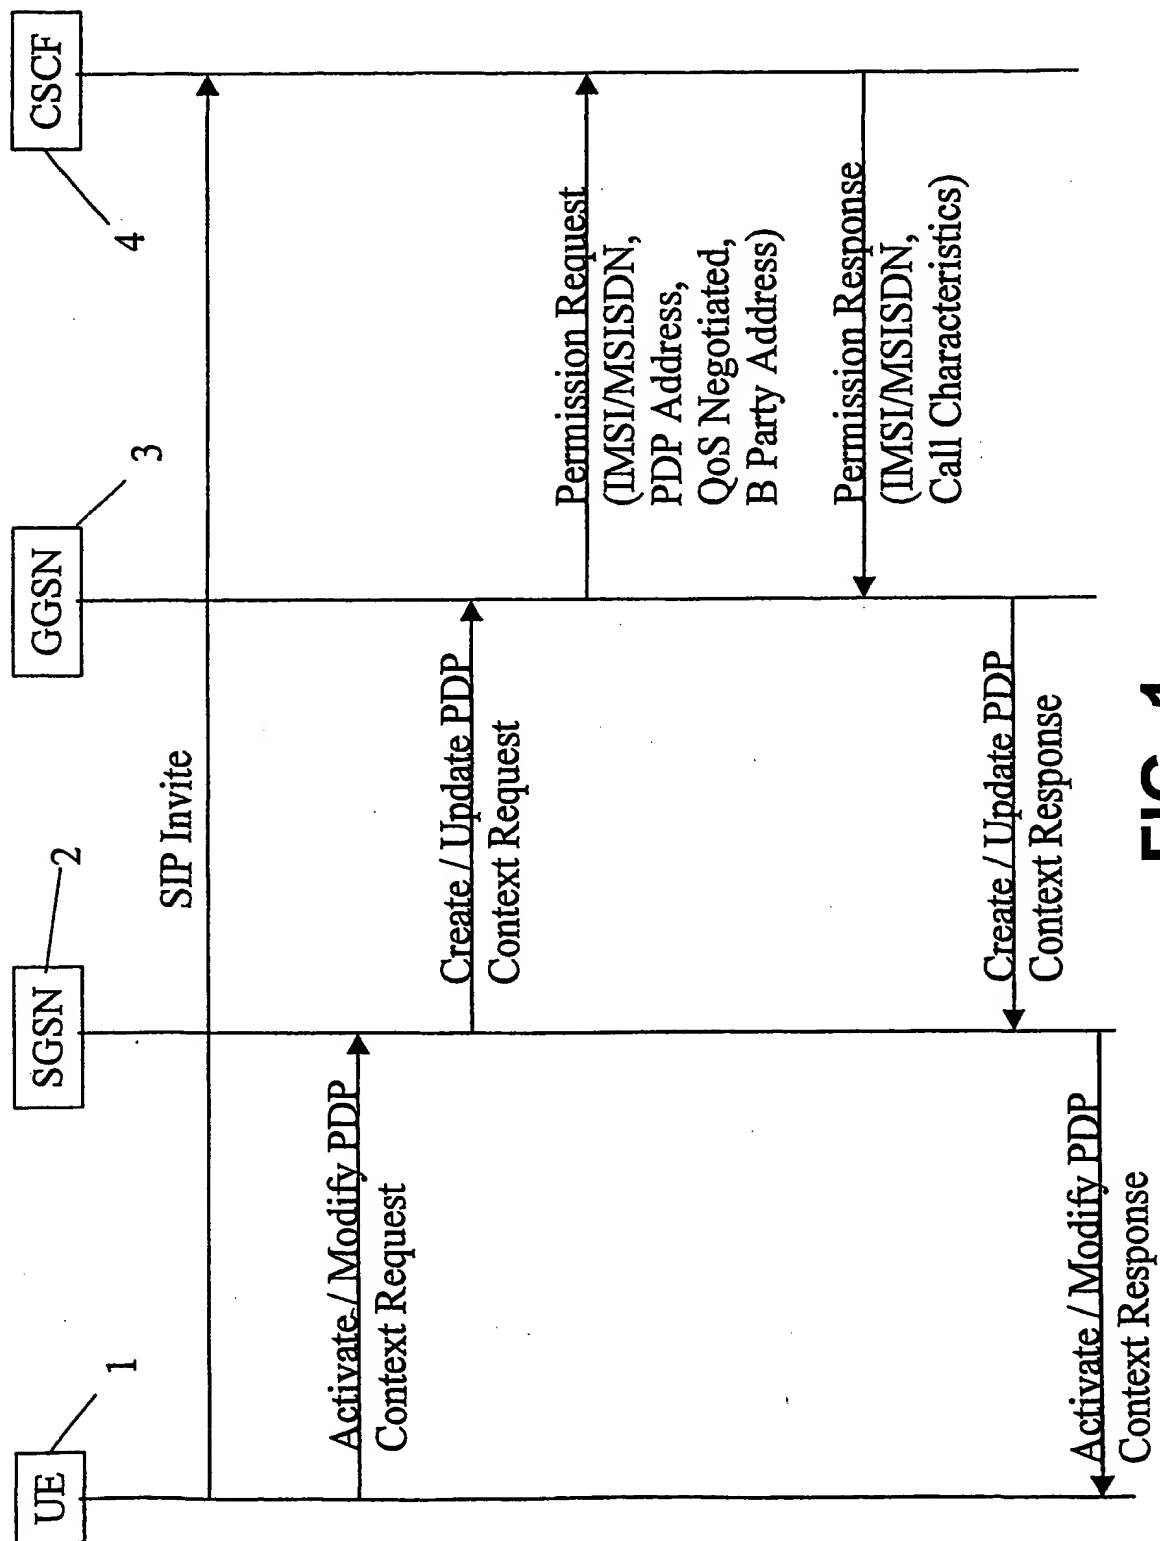 UE
SGSN
GGSN
CSCF
1
2
3
4
SIP Invite
Activate / Modify PDP
Context Request
Create / Update PDP
Context Request
Permission Request
(IMSI/MSISDN,
PDP Address,
QoS Negotiated,
B Party Address)
Permission Response
(IMSI/MSISDN,
Call Characteristics)
Create / Update PDP
Context Response
Activate / Modify PDP
Context Response
FIG. 1